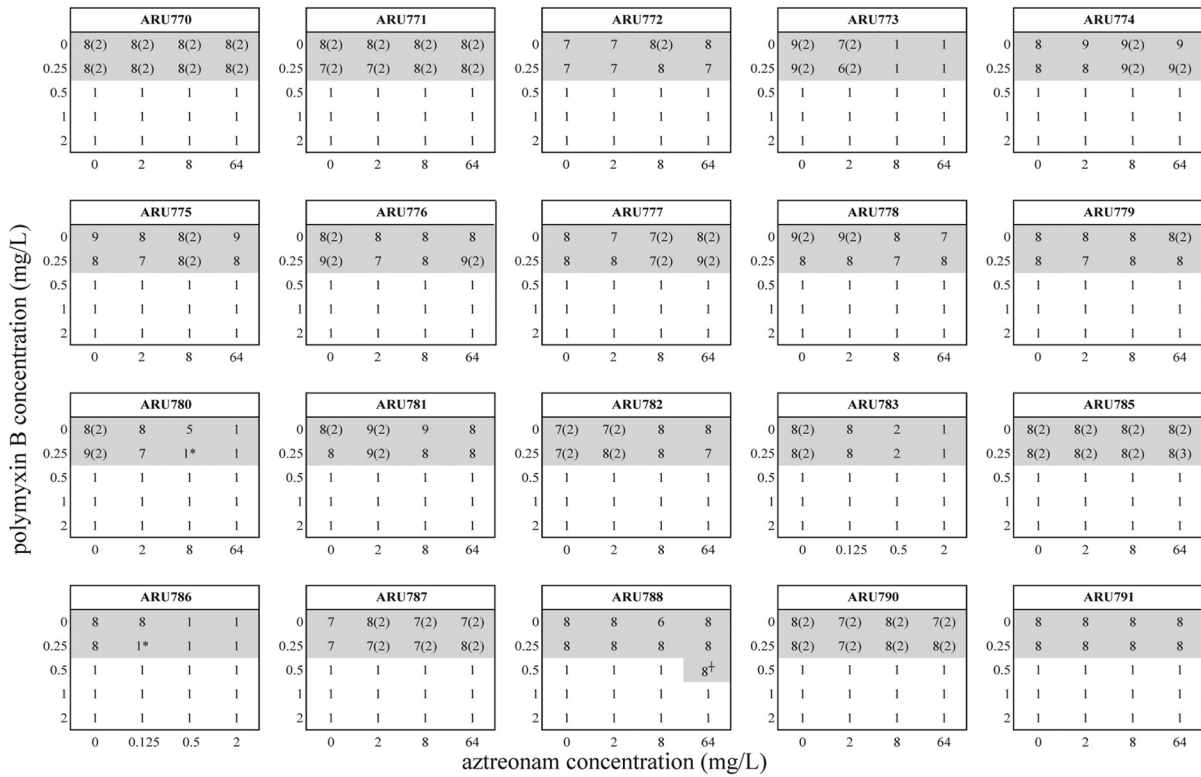 ARU770 ARU771 ARU772 ARU773 ARU774
0 8(2) 8(2) 8(2) 8(2) 0 8(2) 8(2) 8(2) 8(2) 0 7 7 8(2) 8 0 9(2) 7(2) 1 1 0 8 9 9(2) 9
0.25 8(2) 8(2) 8(2) 8(2) 0.25 7(2) 7(2) 8(2) 8(2) 0.25 7 7 8 7 0.25 9(2) 6(2) 1 1 0.25 8 8 9(2) 9(2)
0.5 1 1 1 1 0.5 1 1 1 1 0.5 1 1 1 1 0.5 1 1 1 1 0.5 1 1 1 1
1 1 1 1 1 1 1 1 1 1 1 1 1 1 1 1 1 1 1 1 1 1 1 1 1 1
2 1 1 1 1 2 1 1 1 1 2 1 1 1 1 2 1 1 1 1 2 1 1 1 1
0 2 8 64 0 2 8 64 0 2 8 64 0 2 8 64 0 2 8 64
ARU775 ARU776 ARU777 ARU778 ARU779
0 9 8 8(2) 9 0 8(2) 8 8 8 0 8 7 7(2) 8(2) 0 9(2) 9(2) 8 7 0 8 8 8 8(2)
0.25 8 7 8(2) 8 0.25 9(2) 7 8 9(2) 0.25 8 8 7(2) 9(2) 0.25 8 8 7 8 0.25 8 7 8 8
0.5 1 1 1 1 0.5 1 1 1 1 0.5 1 1 1 1 0.5 1 1 1 1 0.5 1 1 1 1
1 1 1 1 1 1 1 1 1 1 1 1 1 1 1 1 1 1 1 1 1 1 1 1 1 1
2 1 1 1 1 2 1 1 1 1 2 1 1 1 1 2 1 1 1 1 2 1 1 1 1
0 2 8 64 0 2 8 64 0 2 8 64 0 2 8 64 0 2 8 64
polymyxin B concentration (mg/L)
ARU780 ARU781 ARU782 ARU783 ARU785
0 8(2) 8 5 1 0 8(2) 9(2) 9 8 0 7(2) 7(2) 8 8 0 8(2) 8 2 1 0 8(2) 8(2) 8(2) 8(2)
0.25 9(2) 7 1* 1 0.25 8 9(2) 8 8 0.25 7(2) 8(2) 8 7 0.25 8(2) 8 2 1 0.25 8(2) 8(2) 8(2) 8(3)
0.5 1 1 1 1 0.5 1 1 1 1 0.5 1 1 1 1 0.5 1 1 1 1 0.5 1 1 1 1
1 1 1 1 1 1 1 1 1 1 1 1 1 1 1 1 1 1 1 1 1 1 1 1 1 1
2 1 1 1 1 2 1 1 1 1 2 1 1 1 1 2 1 1 1 1 2 1 1 1 1
0 2 8 64 0 2 8 64 0 2 8 64 0 0.125 0.5 2 0 2 8 64
ARU786 ARU787 ARU788 ARU790 ARU791
0 8 8 1 1 0 7 8(2) 7(2) 7(2) 0 8 8 6 8 0 8(2) 7(2) 8(2) 7(2) 0 8 8 8 8
0.25 8 1* 1 1 0.25 7 7(2) 7(2) 8(2) 0.25 8 8 8 8 0.25 8(2) 7(2) 8(2) 8(2) 0.25 8 8 8 8
0.5 1 1 1 1 0.5 1 1 1 1 0.5 1 1 1 8+ 0.5 1 1 1 1 0.5 1 1 1 1
1 1 1 1 1 1 1 1 1 1 1 1 1 1 1 1 1 1 1 1 1 1 1 1 1 1
2 1 1 1 1 2 1 1 1 1 2 1 1 1 1 2 1 1 1 1 2 1 1 1 1
0 0.125 0.5 2 0 2 8 64 0 2 8 64 0 2 8 64 0 2 8 64
aztreonam concentration (mg/L)